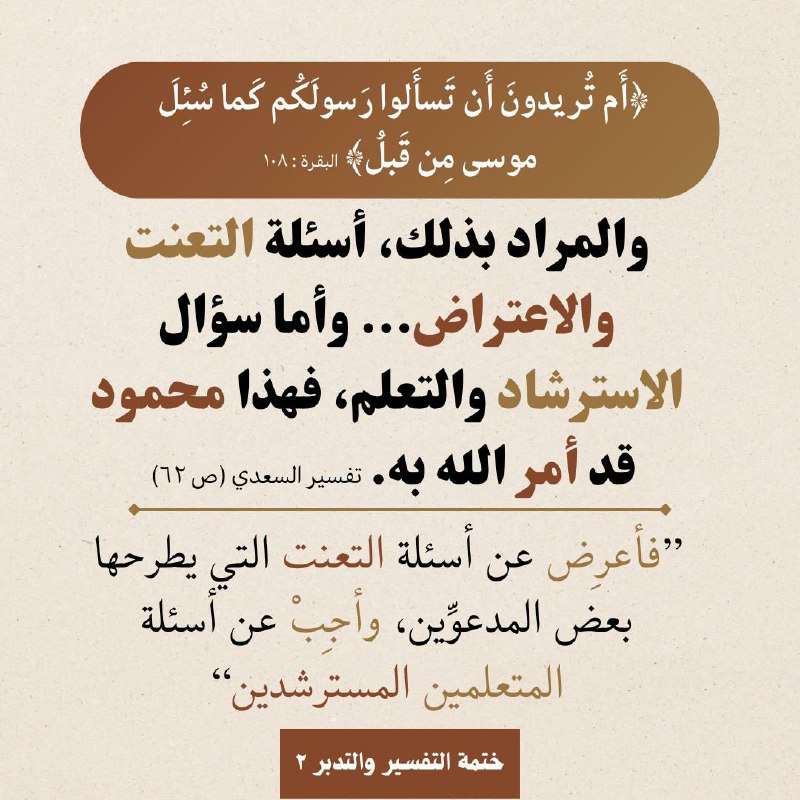 ﴿أَم تُريدونَ أَن تَسأَلوا رَسولَكُم كَما سُئِلَ
موسى مِن قَبلُ﴾ البقرة : ١٠٨
والمراد بذلك، أسئلة التعنت
والاعتراض... وأما سؤال
الاسترشاد والتعلم، فهذا محمود
قد أمر الله به. تفسير السعدي (ص ٦٢)
”فأعرِض عن أسئلة التعنت التي يطرحها
بعض المدعوِّين، وأجِبْ عن أسئلة
المتعلمين المسترشدين“
ختمة التفسير والتدبر ٢